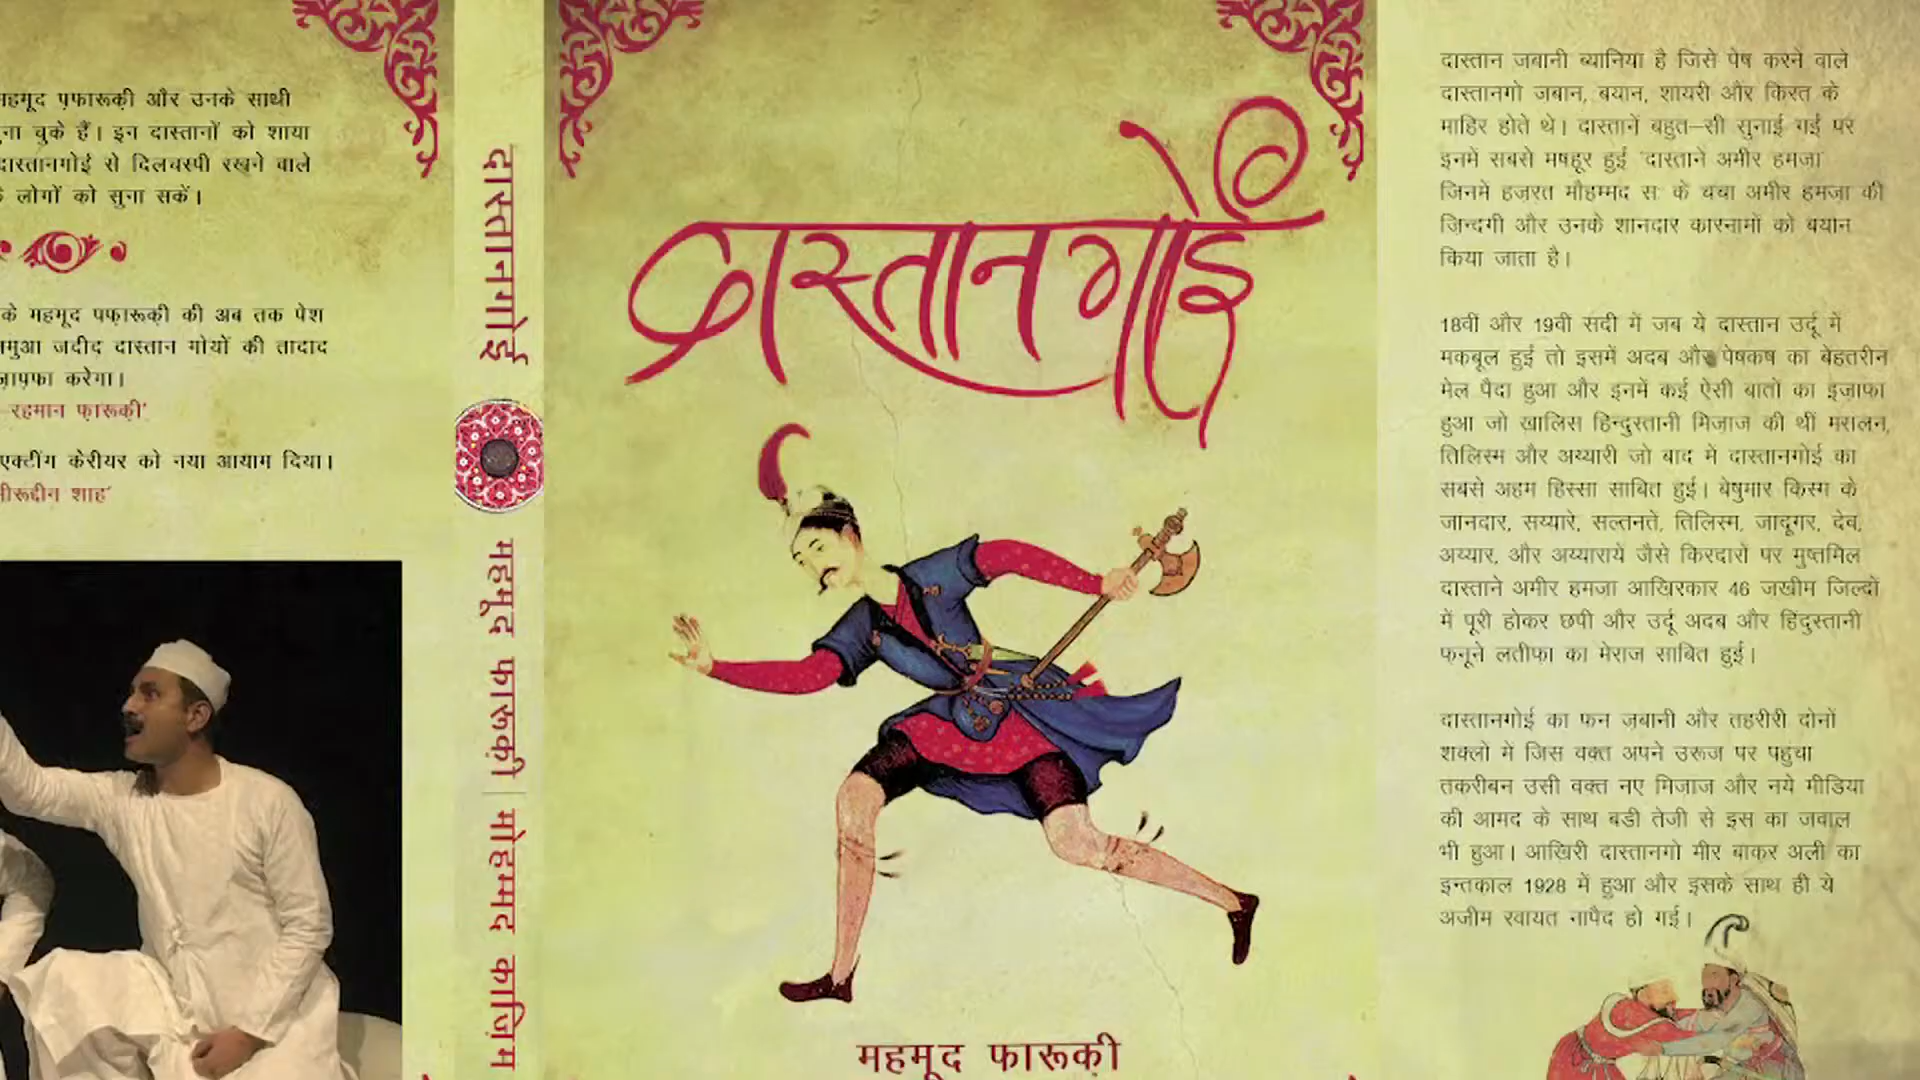 महमूद प़फारूक़ी और उनके साथी
चुके हैं। इन दास्तानों को शाया
दास्तानगोई से दिलचस्पी रख़ने वाले
लोगों को सुना सकें।
के महमूद पफ़ारूक़ी की अब तक पेश
जदीद दास्तान गोयों की तादाद
करेगा।
रहमान फ़ारूक़ी’
एक्टींग केरीयर को नया आयाम दिया।
शाह’
दास्तानगोई महमूद फारूक़ी | मोहम्मद काज़िम
दास्तानगोई
महमूद फारूक़ी
दास्तान जबानी ब्यानिया है जिसे पेष करने वाले
दास्तानगो जबान, बयान, शायरी और किरत के
माहिर होते थे। दास्तानें बहुत–सी सुनाई गईं पर
इनमें सबसे मषहूर हुई 'दास्ताने अमीर हमज़ा'
जिनमें हज़रत मौहम्मद स. के चचा अमीर हमज़ा की
ज़िन्दगी और उनके शानदार कारनामों को बयान
किया जाता है।
18वीं और 19वीं सदी में जब ये दास्तान उर्दू में
मकबूल हुईं तो इसमें अदब और पेषकष का बेहतरीन
मेल पैदा हुआ और इनमें कई ऐसी बातों का इज़ाफा
हुआ जो ख़ालिस हिन्दुस्तानी मिज़ाज की थीं मसलन,
तिलिस्म और अय्यारी जो बाद में दास्तानगोई का
सबसे अहम हिस्सा साबित हुई। बेषुमार किस्म के
जानदार, सय्यारे, सल्तनतें, तिलिस्म, जादूगर, देव,
अय्यार, और अय्यारायें जैसे किरदारों पर मुष्तमिल
दास्ताने अमीर हमजा आखिरकार 46 जखीम जिल्दों
में पूरी होकर छपी और उर्दू अदब और हिंदुस्तानी
फ़नूने लतीफ़ा का मेराज साबित हुई।
दास्तानगोई का फन ज़बानी और तहरीरी दोनों
शक्लो में जिस वक्त अपने उरूज पर पहुंचा
तकरीबन उसी वक्त नए मिजाज और नये मीडिया
की आमद के साथ बडी तेजी से इस का जवाल
भी हुआ। आखिरी दास्तानगो मीर बाकर अली का
इन्तकाल 1928 में हुआ और इसके साथ ही ये
अजीम रवायत नापैद हो गई।